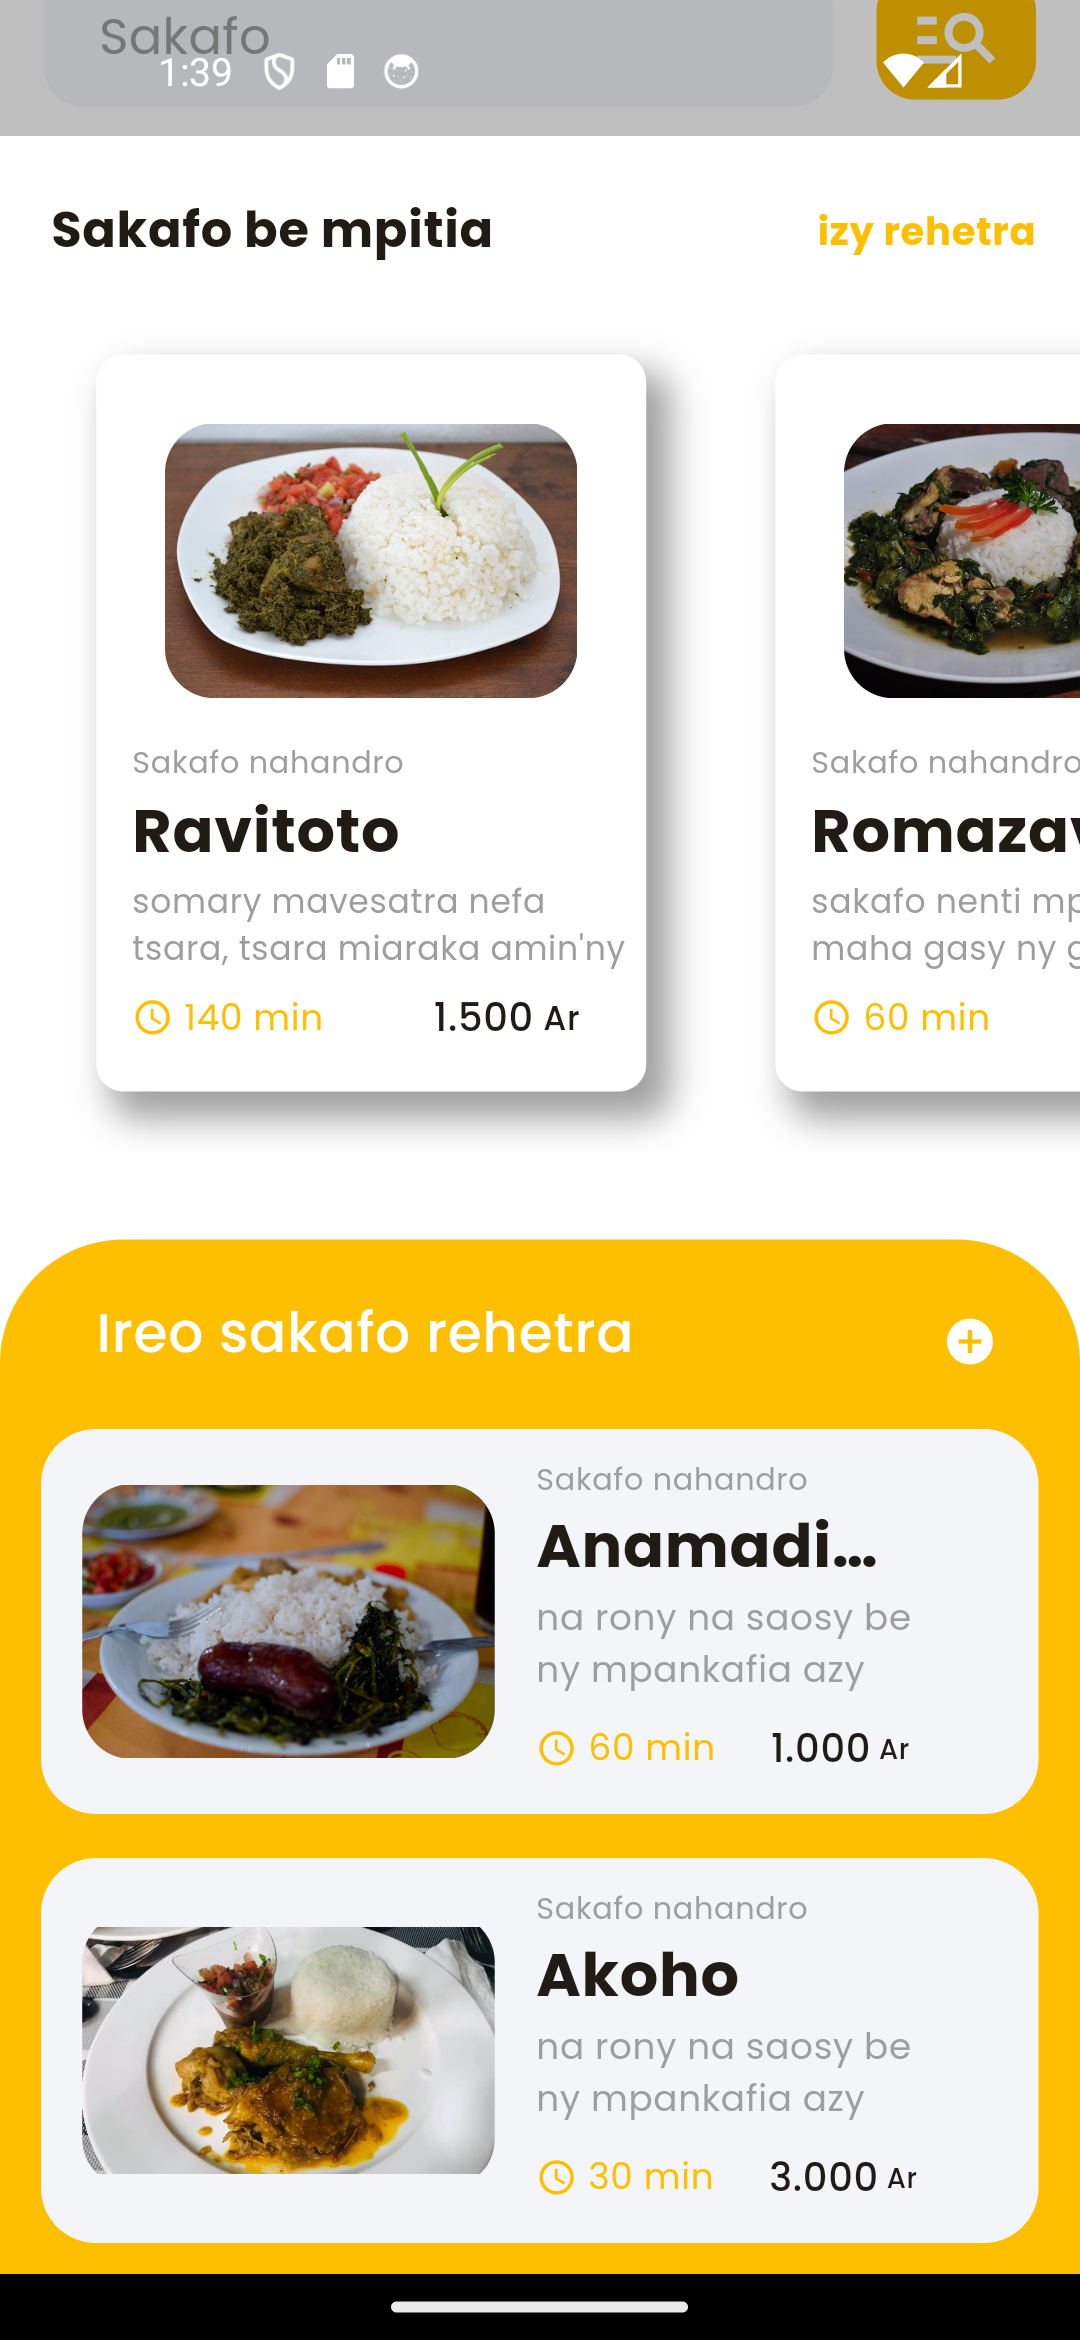 Sakafo
1:39
Sakafo be mpitia
izy rehetra
Sakafo nahandro
Ravitoto
somary mavesatra nefa
tsara, tsara miaraka amin'ny
140 min
1.500 Ar
Sakafo nahandro
Romazav
sakafo nenti mp
maha gasy ny g
60 min
Ireo sakafo rehetra
Sakafo nahandro
Anamadi...
na rony na saosy be
ny mpankafia azy
60 min
1.000 Ar
Sakafo nahandro
Akoho
na rony na saosy be
ny mpankafia azy
30 min
3.000 Ar